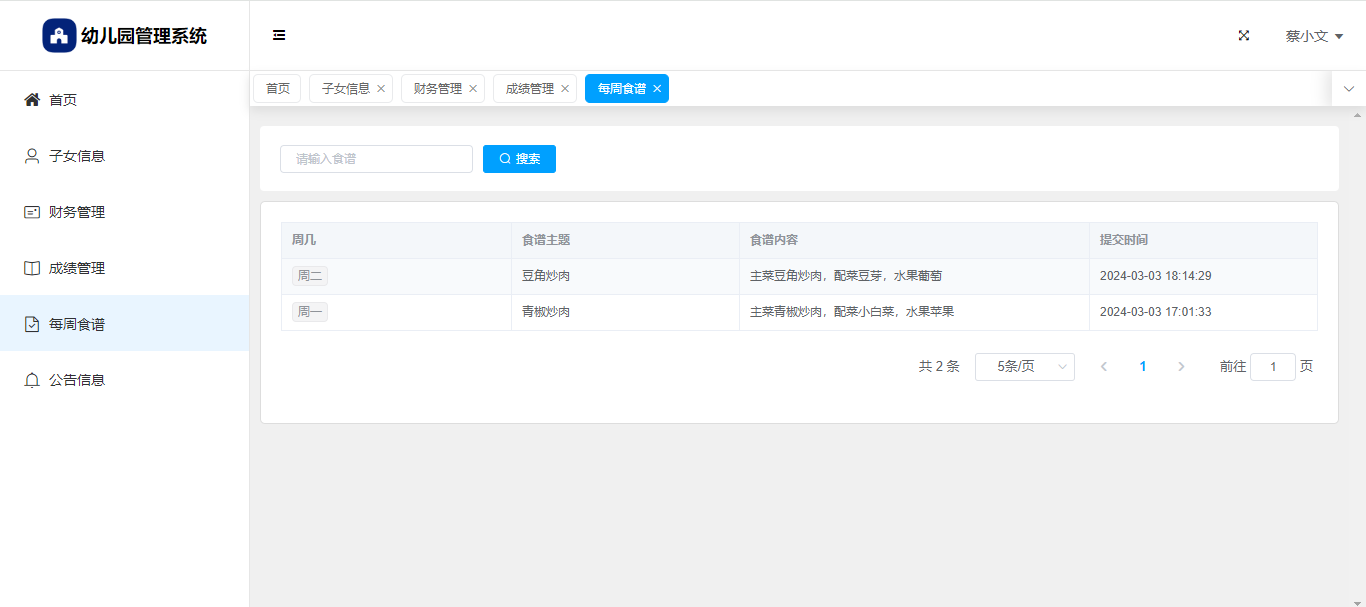 幼儿园管理系统
蔡小文
首页
子女信息
财务管理
成绩管理
每周食谱
公告信息
首页 子女信息 财务管理 成绩管理 每周食谱
请输入食谱 搜索
周几 食谱主题 食谱内容 提交时间
周二 豆角炒肉 主菜豆角炒肉，配菜豆芽，水果葡萄 2024-03-03 18:14:29
周一 青椒炒肉 主菜青椒炒肉，配菜小白菜，水果苹果 2024-03-03 17:01:33
共 2 条 5条/页 1 前往 1 页